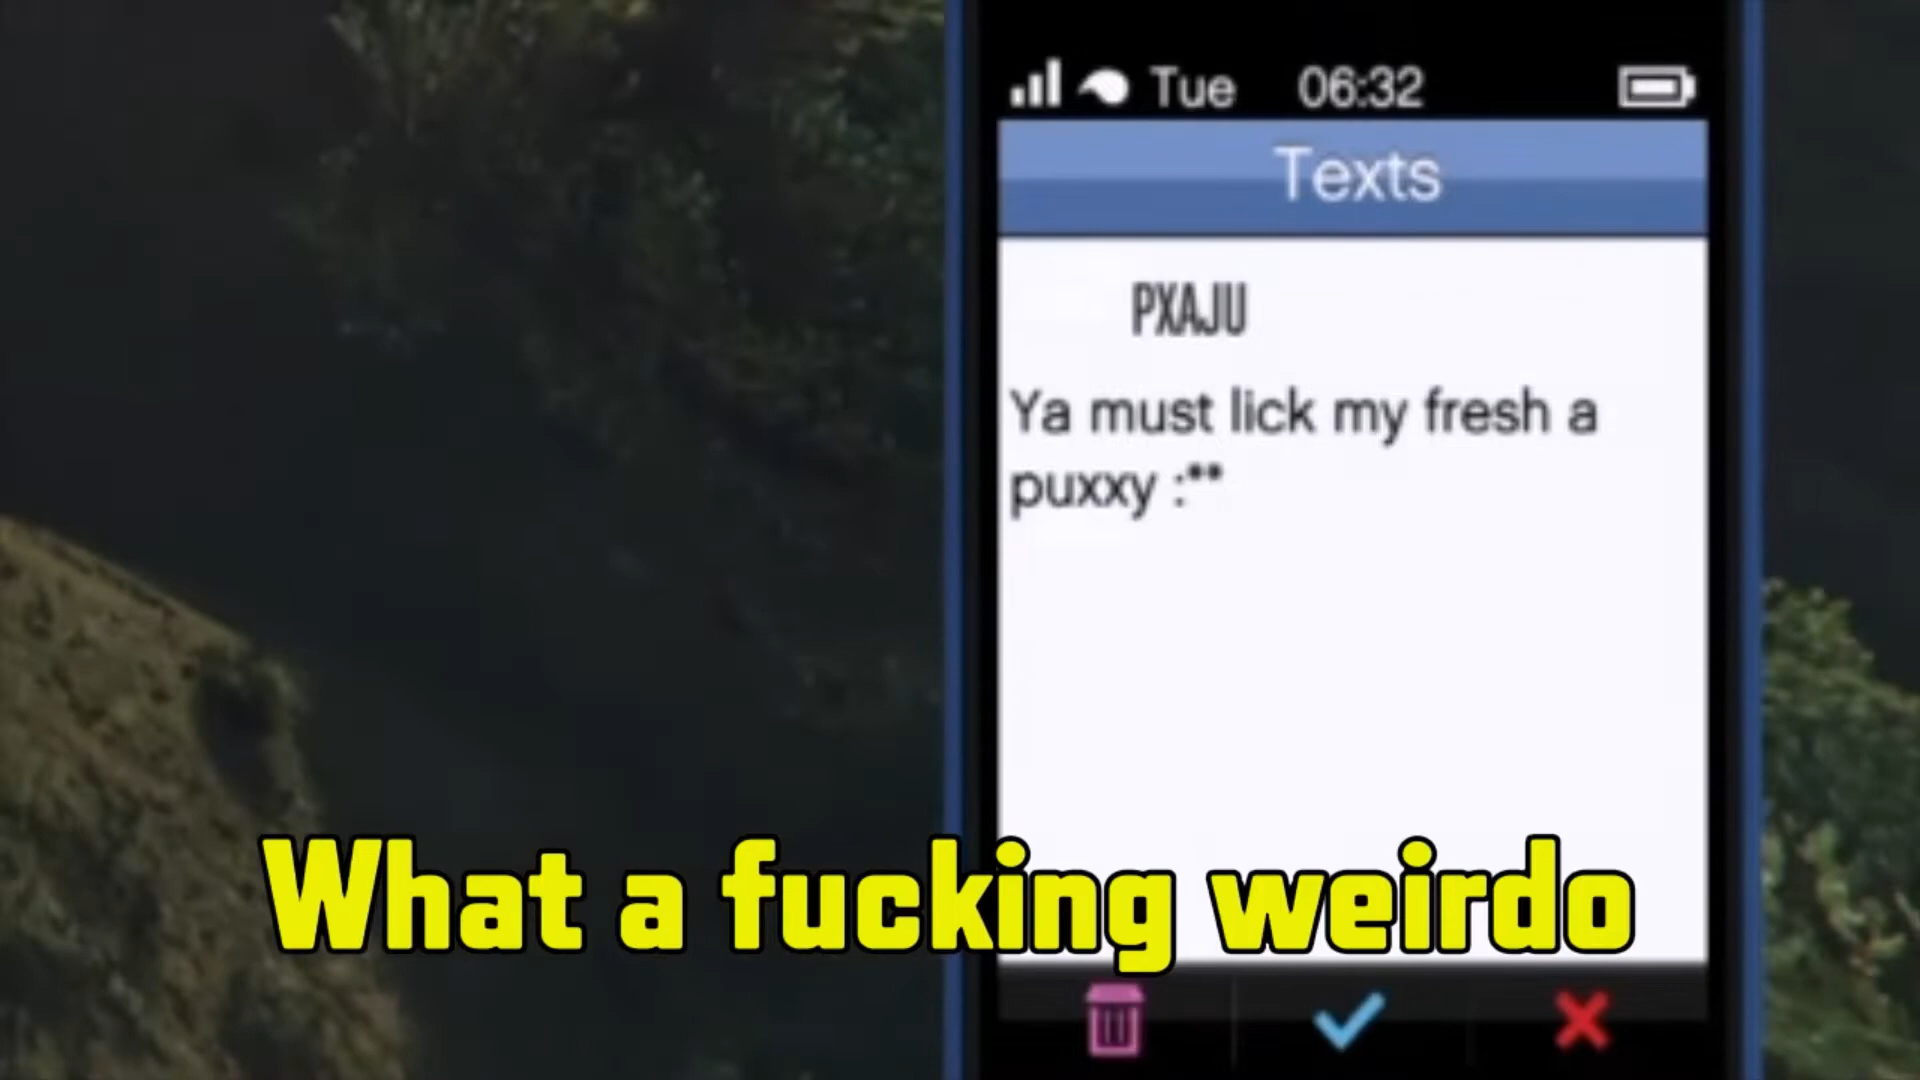 Tue 06:32
Texts
PXAJU
Ya must lick my fresh a
puxxy :**
What a fucking weirdo